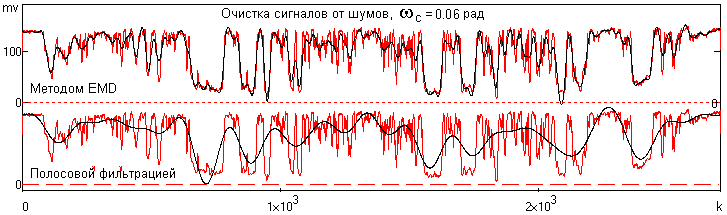 mv
Очистка сигналов от шумов, ωc = 0.06 рад
100
Методом EMD
0
0
Полосовой фильтрацией
0
0
1×10³
2×10³
k